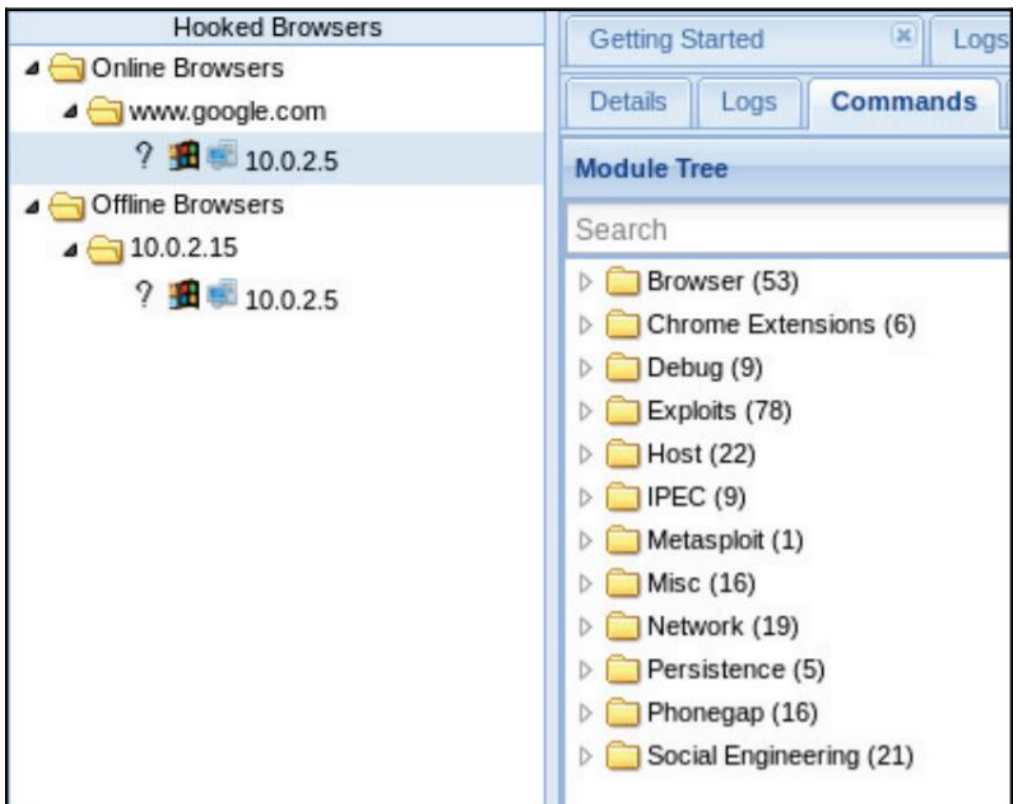 Hooked Browsers
Online Browsers
www.google.com
? 10.0.2.5
Offline Browsers
10.0.2.15
? 10.0.2.5
Getting Started Logs
Details Logs Commands
Module Tree
Search
Browser (53)
Chrome Extensions (6)
Debug (9)
Exploits (78)
Host (22)
IPEC (9)
Metasploit (1)
Misc (16)
Network (19)
Persistence (5)
Phonegap (16)
Social Engineering (21)